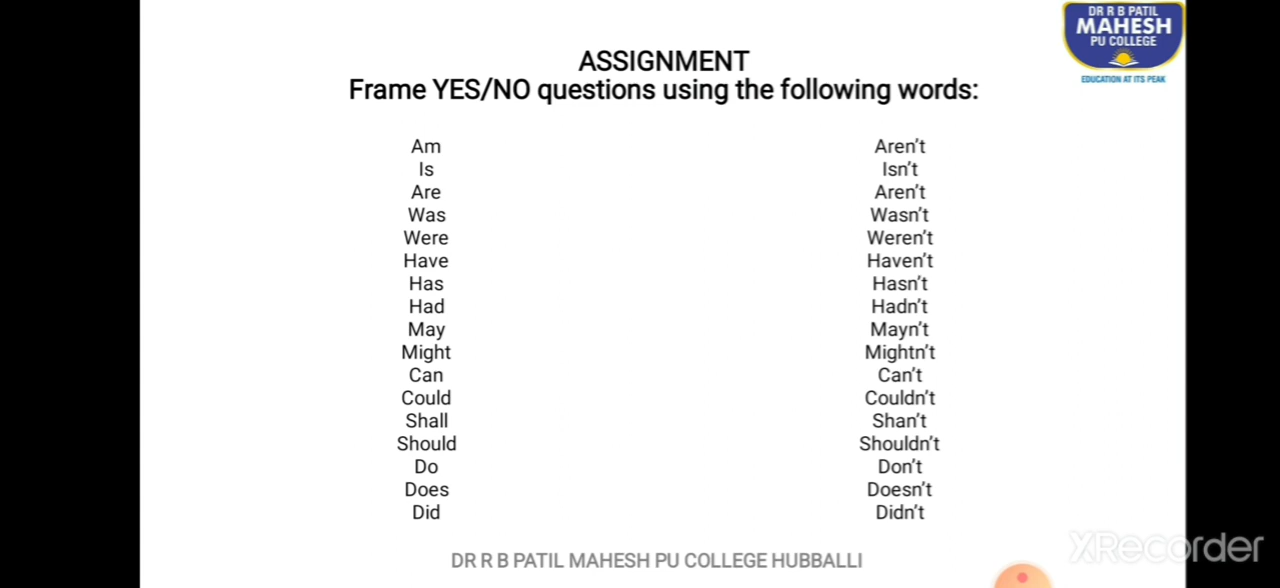 DR R B PATIL
MAHESH
PU COLLEGE
EDUCATION AT ITS PEAK
ASSIGNMENT
Frame YES/NO questions using the following words:
Am Aren't
Is Isn't
Are Aren't
Was Wasn't
Were Weren't
Have Haven't
Has Hasn't
Had Hadn't
May Mayn't
Might Mightn't
Can Can't
Could Couldn't
Shall Shan't
Should Shouldn't
Do Don't
Does Doesn't
Did Didn't
DR R B PATIL MAHESH PU COLLEGE HUBBALLI
XRecorder